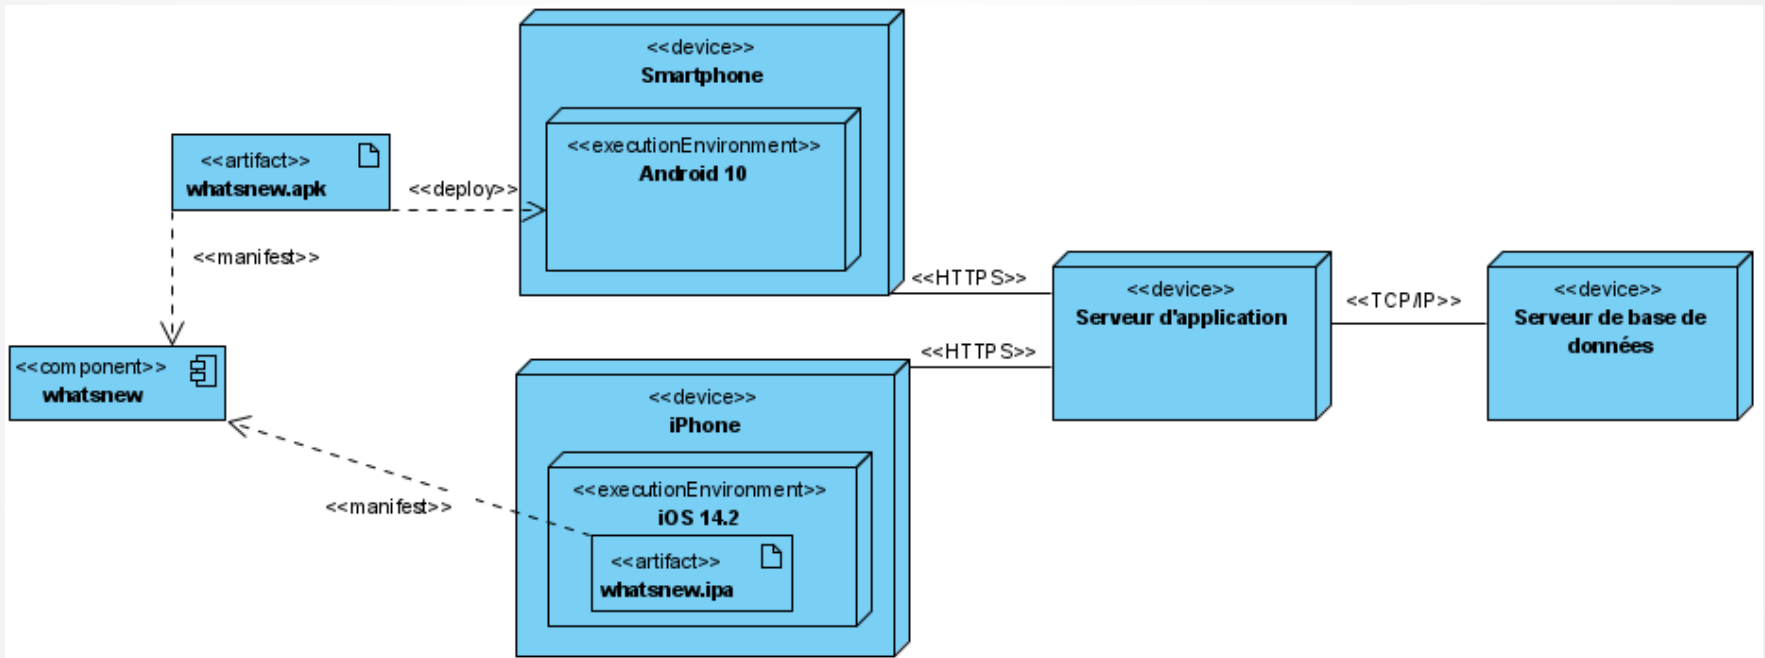 <<device>>
Smartphone
<<executionEnvironment>>
Android 10
<<artifact>>
whatsnew.apk
<<deploy>>
<<manifest>>
<<component>>
whatsnew
<<manifest>>
<<device>>
iPhone
<<executionEnvironment>>
iOS 14.2
<<artifact>>
whatsnew.ipa
<<HTTPS>>
<<HTTPS>>
<<device>>
Serveur d'application
<<TCP/IP>>
<<device>>
Serveur de base de
données